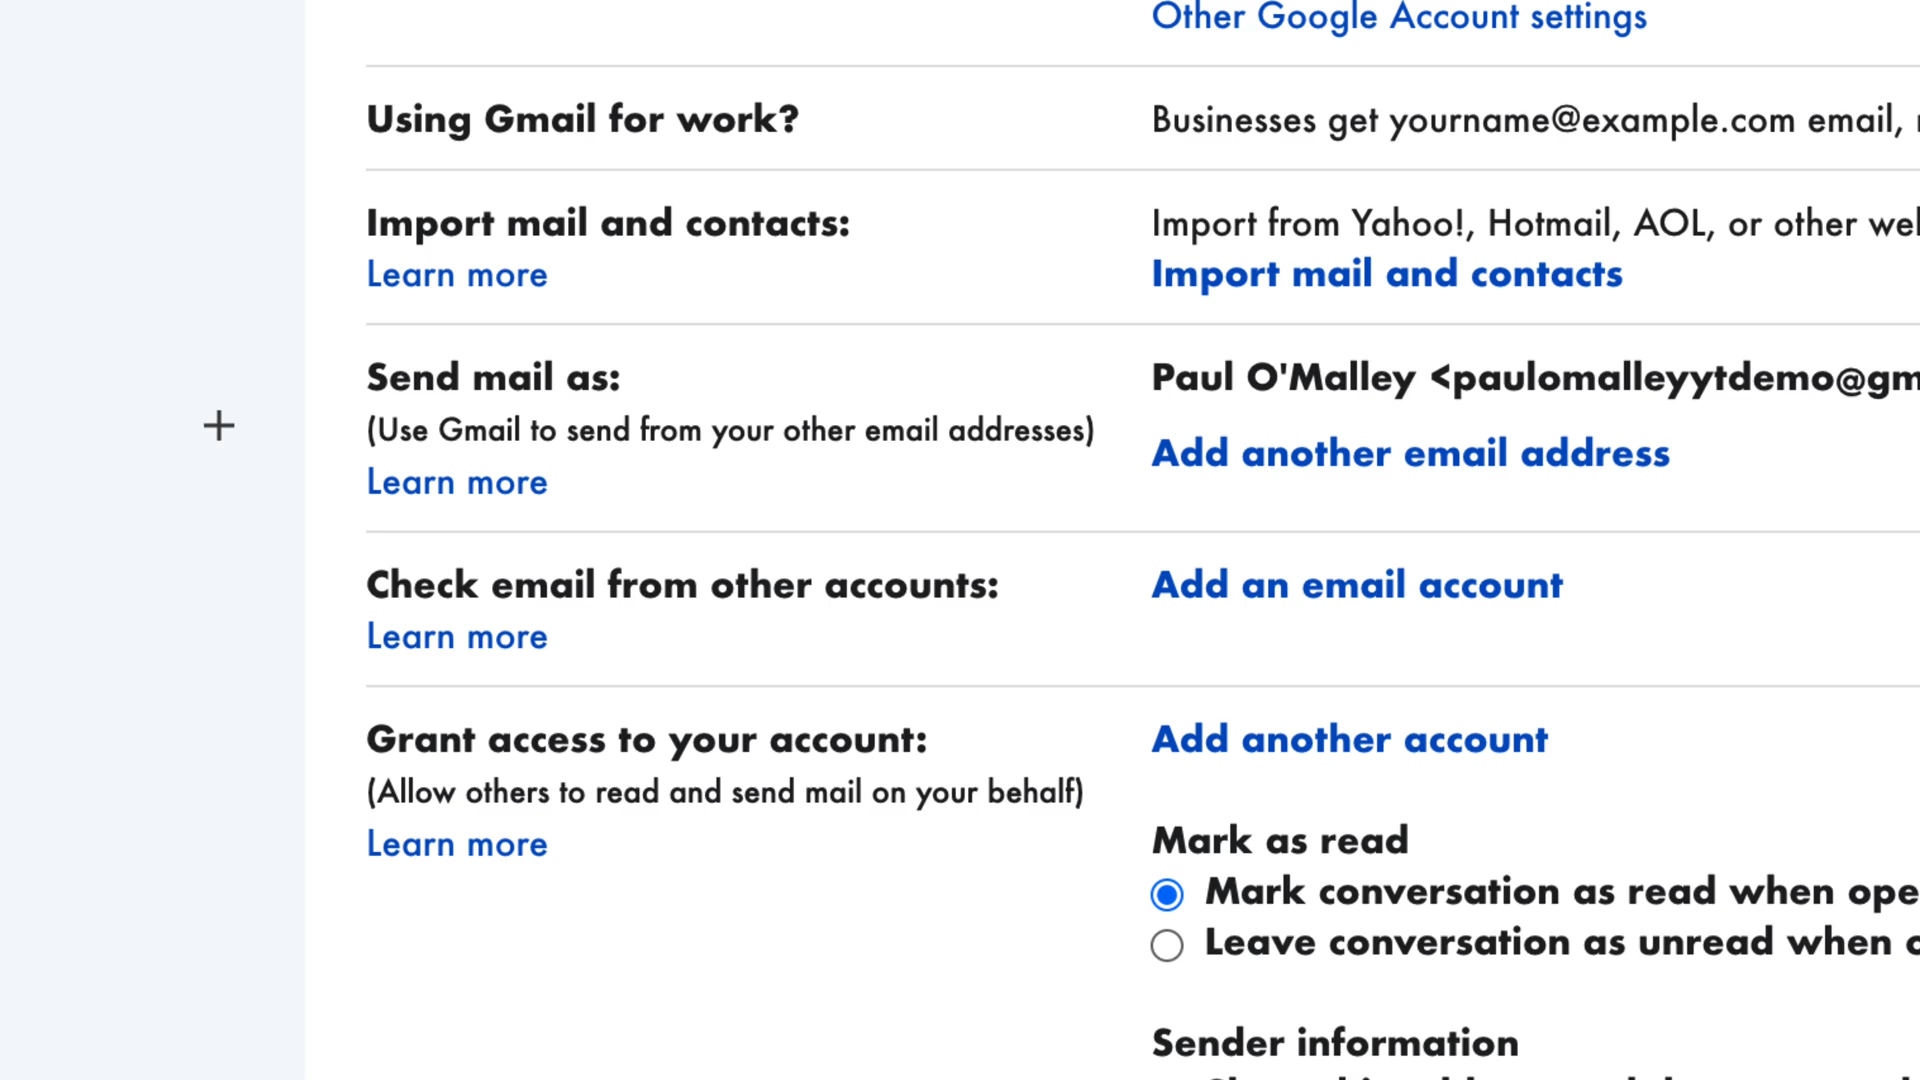 Other Google Account settings
Using Gmail for work?
Businesses get yourname@example.com email,
Import mail and contacts:
Import from Yahoo!, Hotmail, AOL, or other
Learn more
Import mail and contacts
Send mail as:
Paul O'Malley <paulomalleyytdemo@gm
(Use Gmail to send from your other email addresses)
Add another email address
Learn more
Check email from other accounts:
Add an email account
Learn more
Grant access to your account:
Add another account
(Allow others to read and send mail on your behalf)
Learn more
Mark as read
Mark conversation as read when ope
Leave conversation as unread when
Sender information